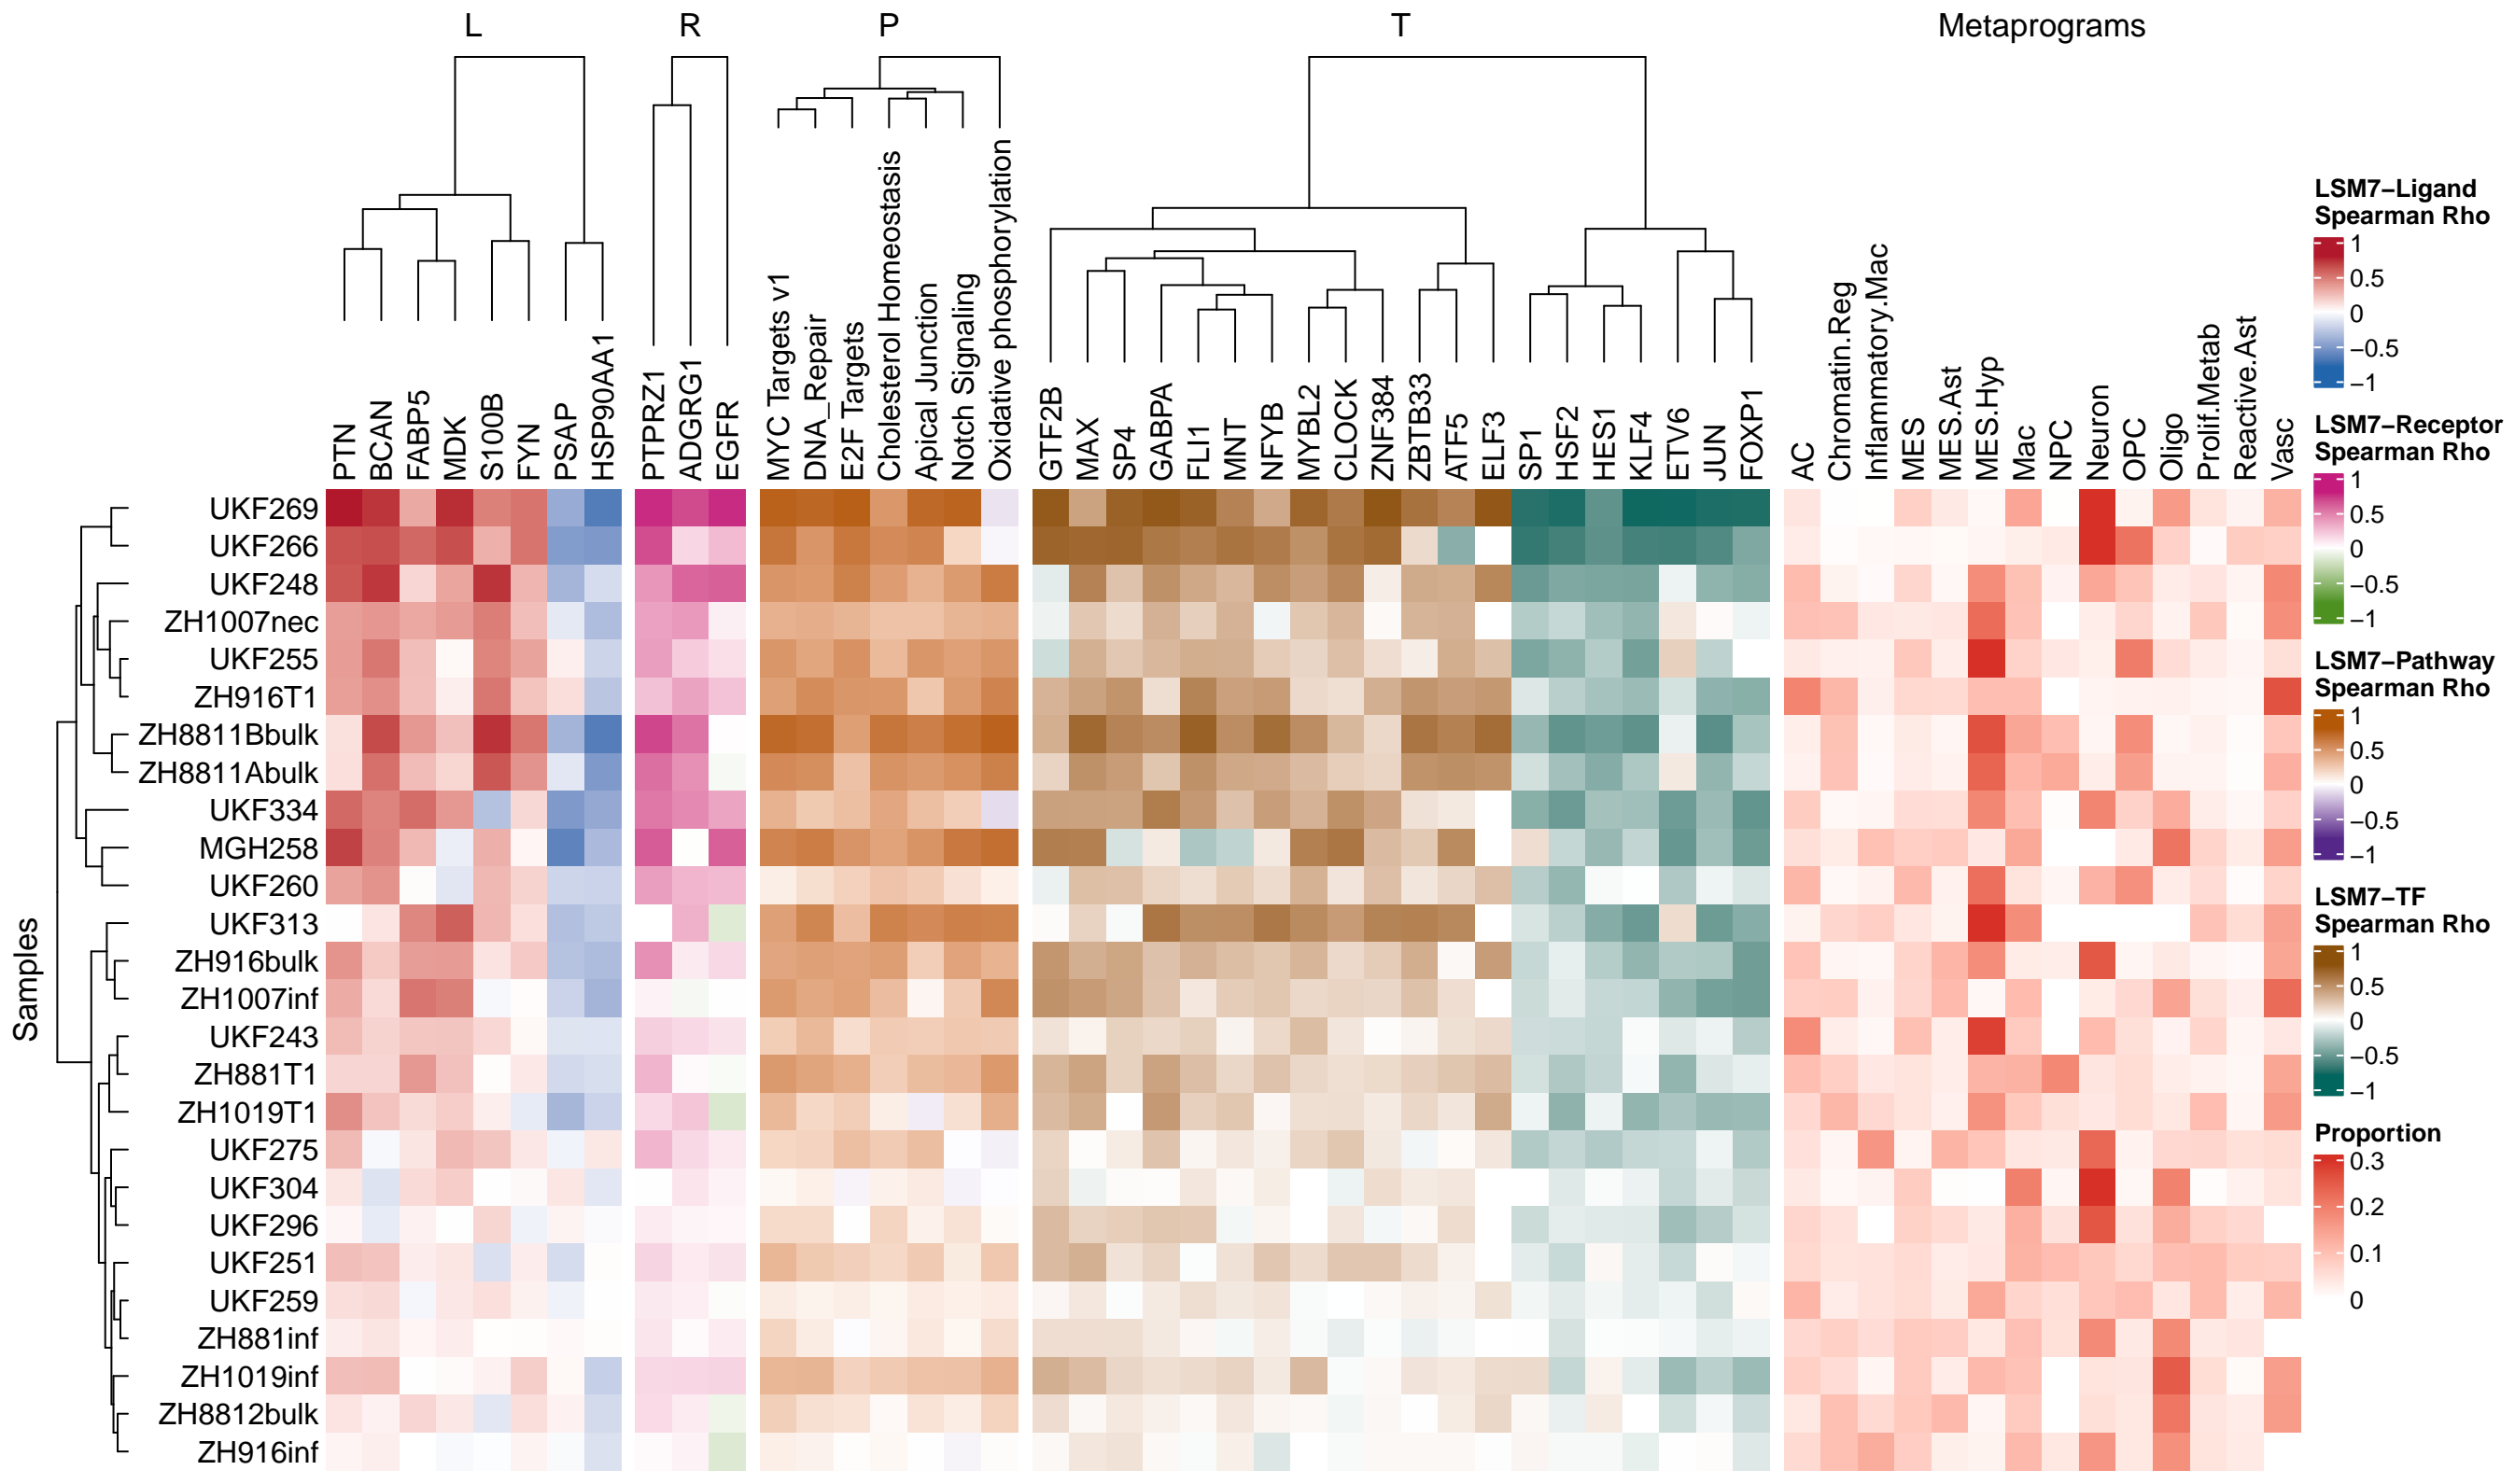 L R P T Metaprograms
PTN BCAN FABP5 MDK S100B FYN PSAP HSP90AA1
PTPRZ1 ADGRG1 EGFR
MYC Targets v1
DNA_Repair
E2F Targets
Cholesterol Homeostasis
Apical Junction
Notch Signaling
Oxidative phosphorylation
GTF2B MAX SP4 GABPA FLI1 MNT NFYB MYBL2 CLOCK ZNF384 ZBTB33 ATF5 ELF3 SP1 HSF2 HES1 KLF4 ETV6 JUN FOXP1
AC Chromatin.Reg Inflammatory.Mac MES MES.Ast MES.Hyp Mac NPC Neuron OPC Oligo Prolif.Metab Reactive.Ast Vasc
Samples
UKF269
UKF266
UKF248
ZH1007nec
UKF255
ZH916T1
ZH8811Bbulk
ZH8811Abulk
UKF334
MGH258
UKF260
UKF313
ZH916bulk
ZH1007inf
UKF243
ZH881T1
ZH1019T1
UKF275
UKF304
UKF296
UKF251
UKF259
ZH881inf
ZH1019inf
ZH8812bulk
ZH916inf
LSM7−Ligand
Spearman Rho
1
0.5
0
−0.5
−1
LSM7−Receptor
Spearman Rho
1
0.5
0
−0.5
−1
LSM7−Pathway
Spearman Rho
1
0.5
0
−0.5
−1
LSM7−TF
Spearman Rho
1
0.5
0
−0.5
−1
Proportion
0.3
0.2
0.1
0